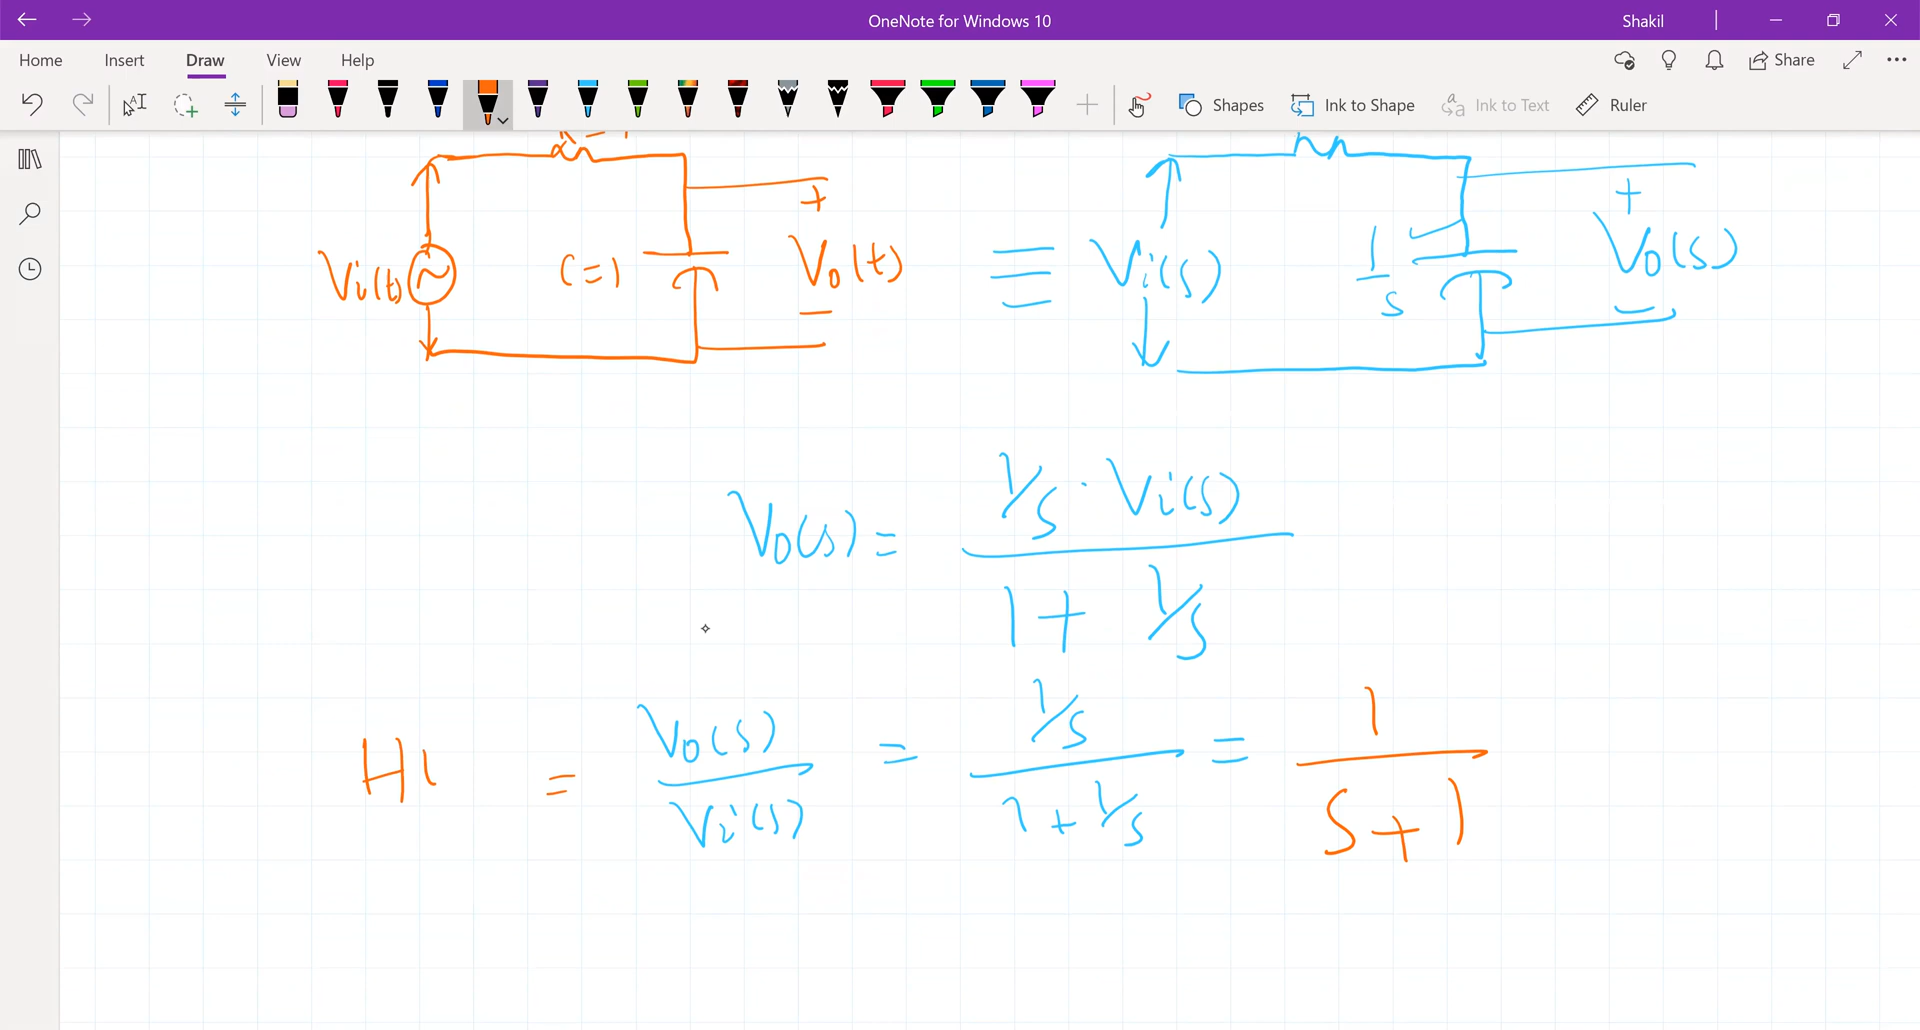 OneNote for Windows 10
Shakil
Home Insert Draw View Help
Share
Shapes Ink to Shape Ink to Text Ruler
Vi(t) C=1 + Vo(t) −
≡ Vi(s) 1/s + Vo(s) −
Vo(s) = (1/s · Vi(s)) / (1 + 1/s)
H( = Vo(s)/Vi(s) = (1/s)/(1 + 1/s) = 1/(s+1)